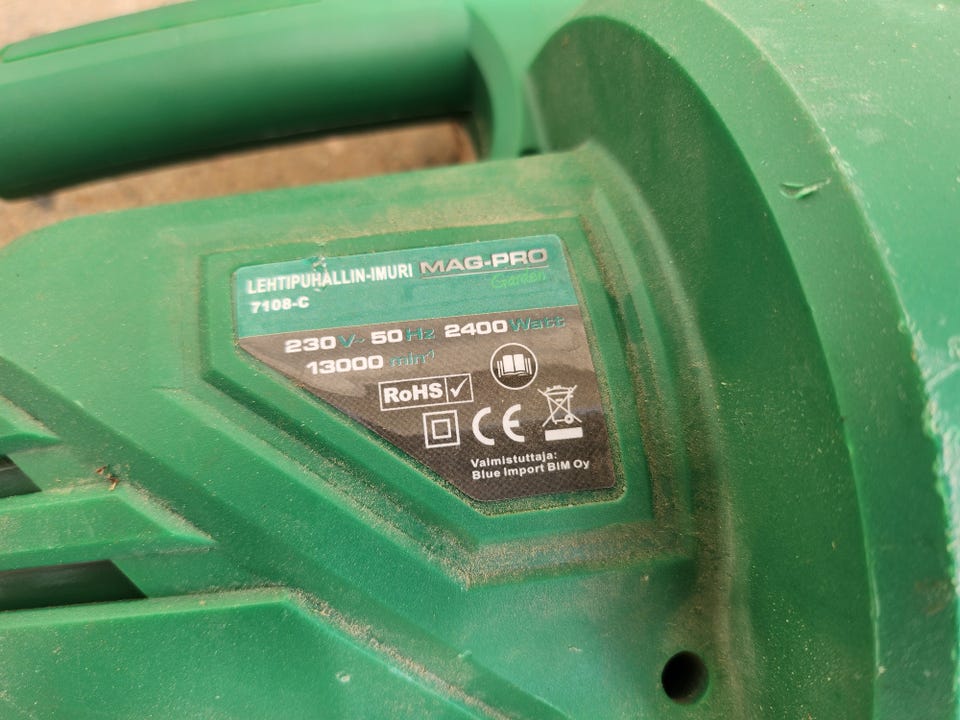 LEHTIPUHALLIN-IMURI MAG-PRO
Garden
7108-C
230 V~ 50 Hz 2400 Watt
13000 min⁻¹
RoHS ✓
CE
Valmistuttaja:
Blue Import BIM Oy